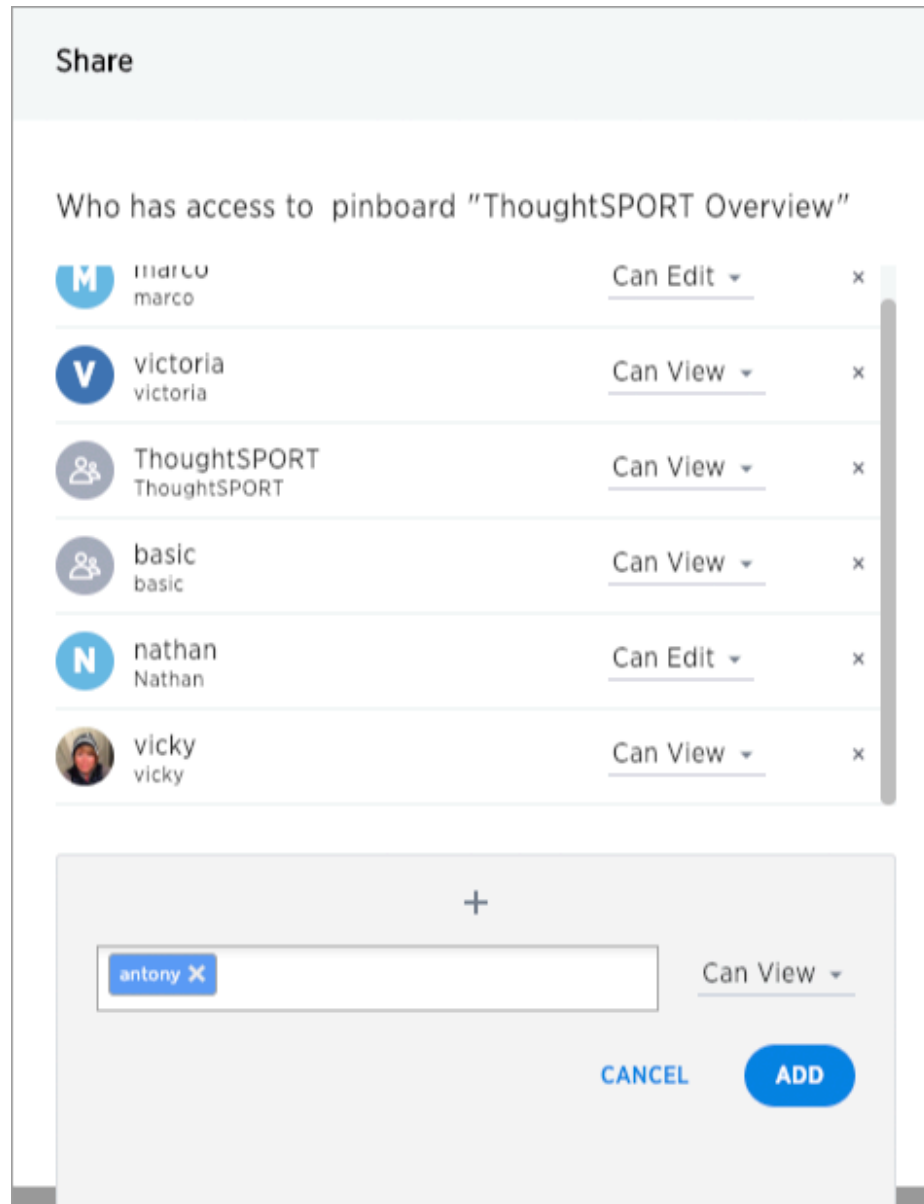 Share
Who has access to pinboard "ThoughtSPORT Overview"
M marco Can Edit ×
marco
V victoria Can View ×
victoria
ThoughtSPORT Can View ×
ThoughtSPORT
basic Can View ×
basic
N nathan Can Edit ×
Nathan
vicky Can View ×
vicky
+
antony × Can View
CANCEL ADD